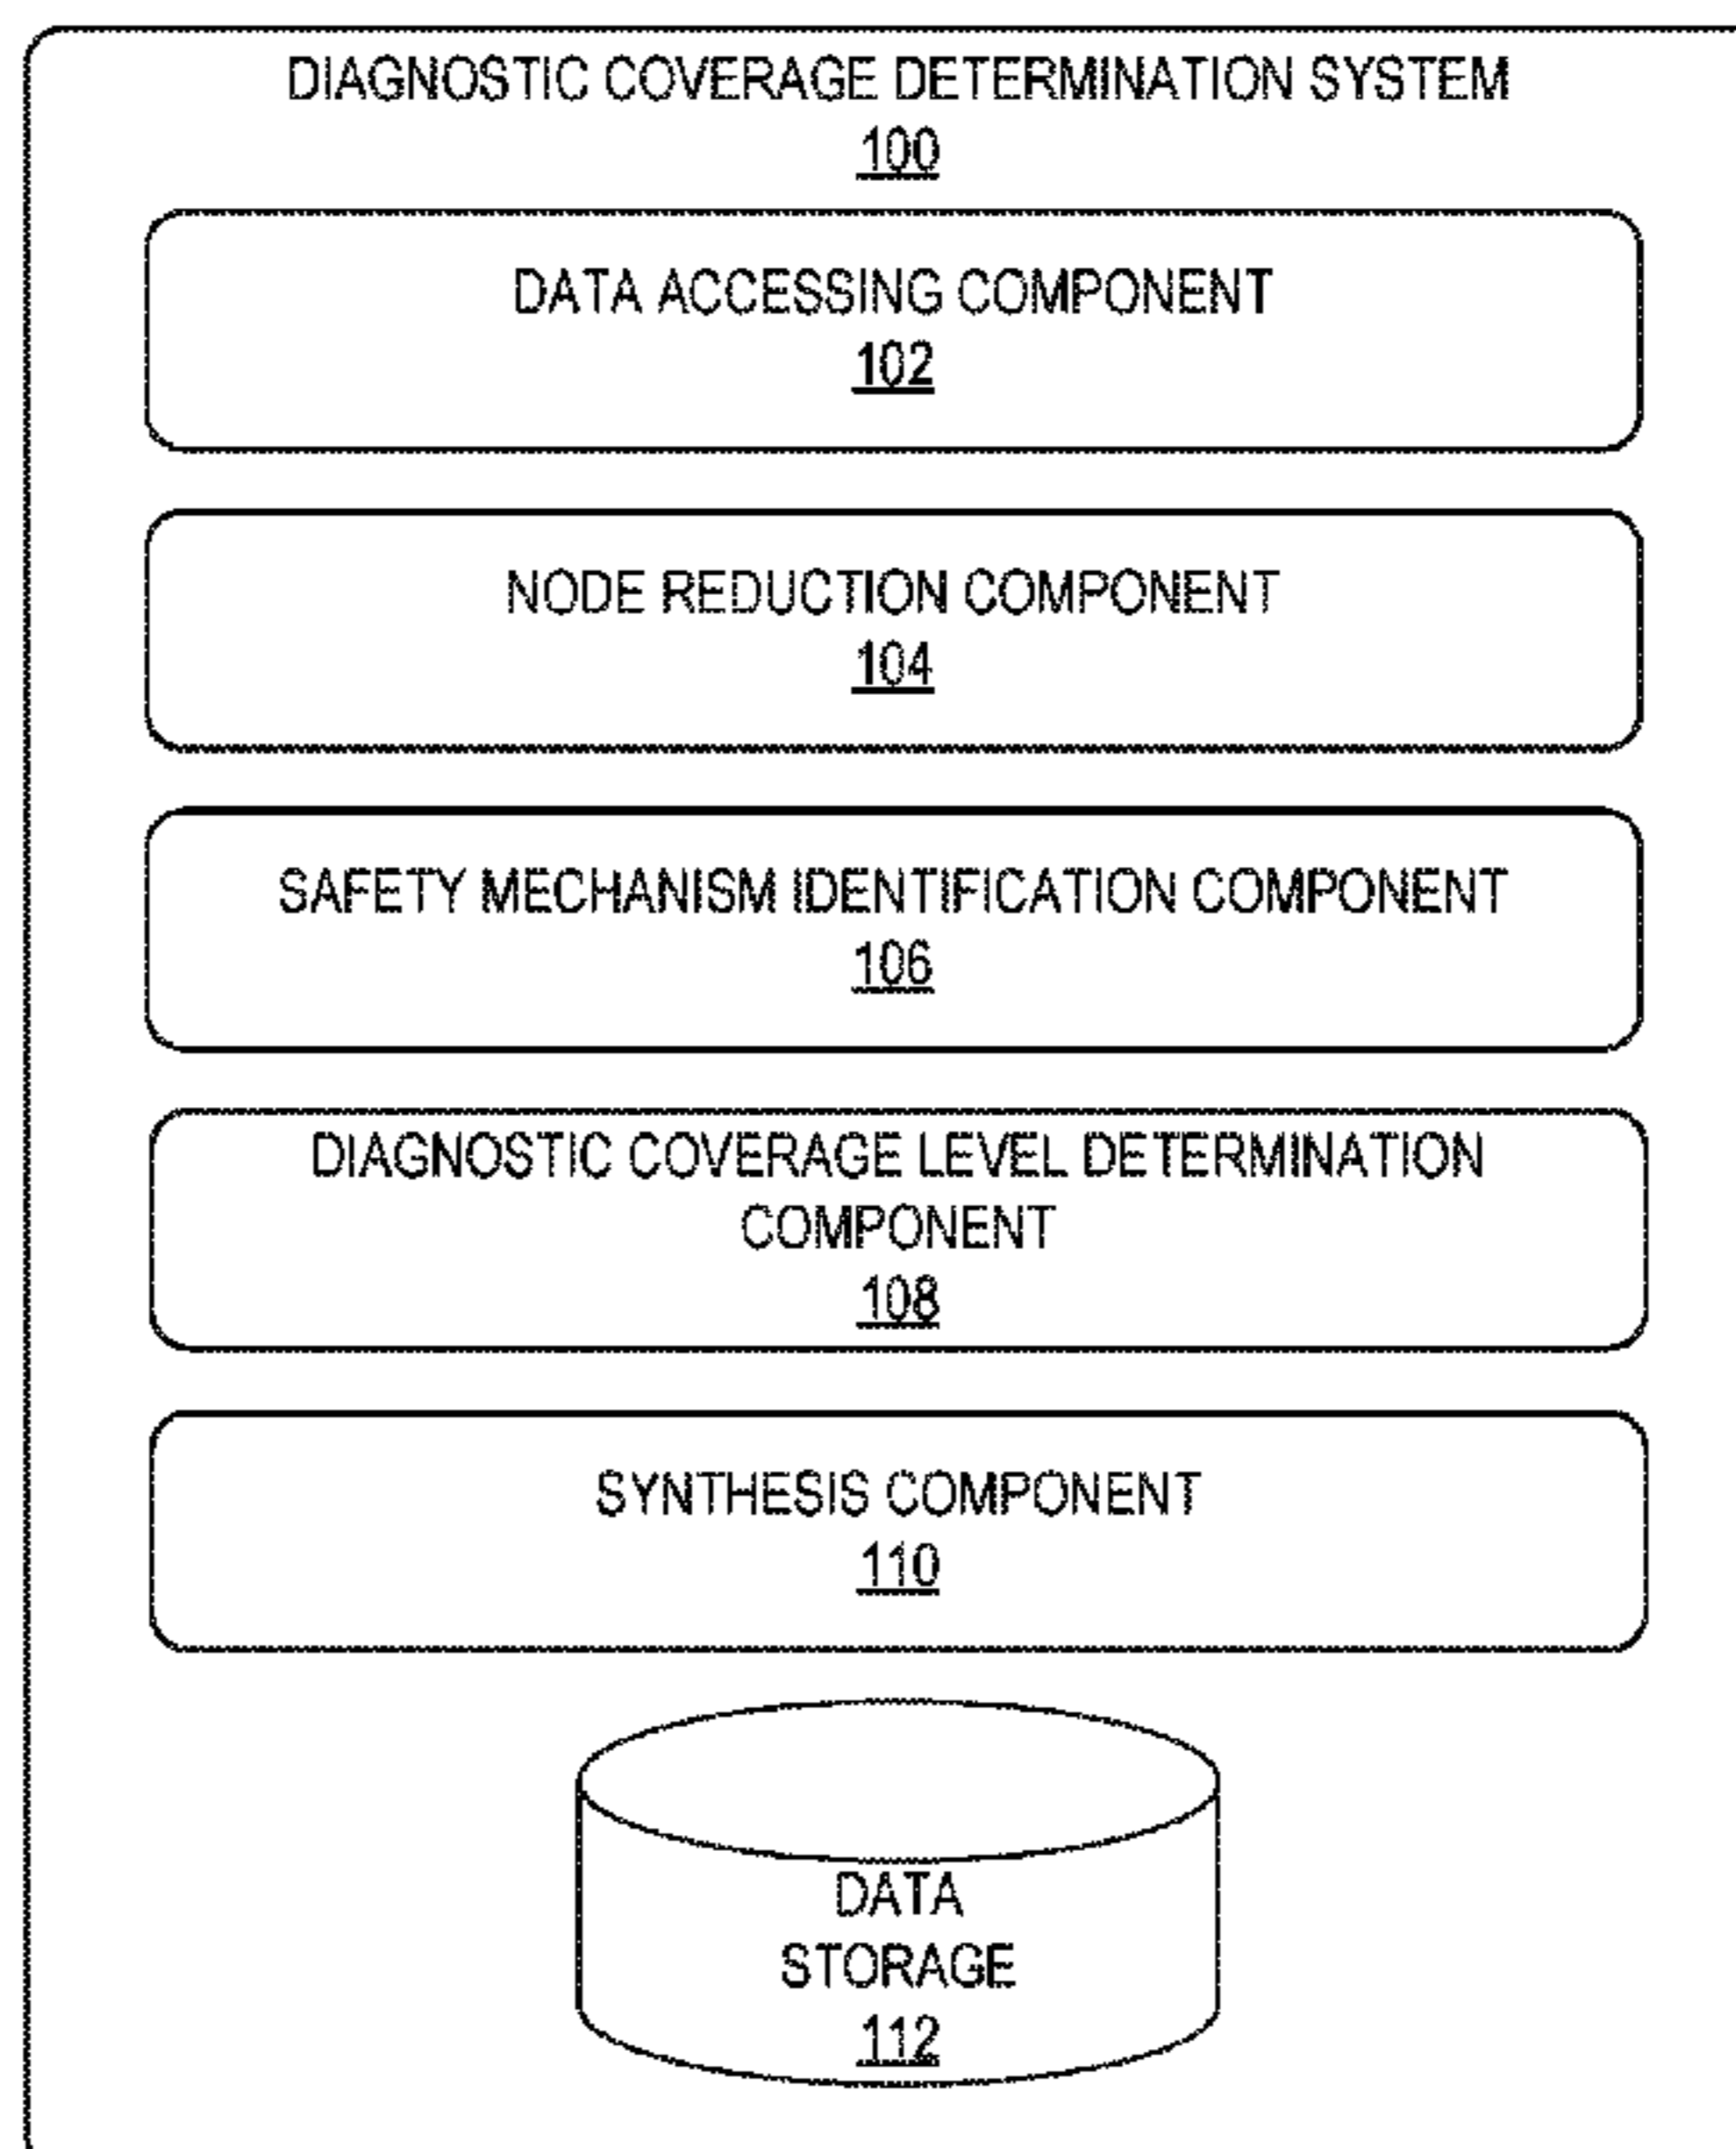 DIAGNOSTIC COVERAGE DETERMINATION SYSTEM
100
DATA ACCESSING COMPONENT
102
NODE REDUCTION COMPONENT
104
SAFETY MECHANISM IDENTIFICATION COMPONENT
106
DIAGNOSTIC COVERAGE LEVEL DETERMINATION
COMPONENT
108
SYNTHESIS COMPONENT
110
DATA
STORAGE
112